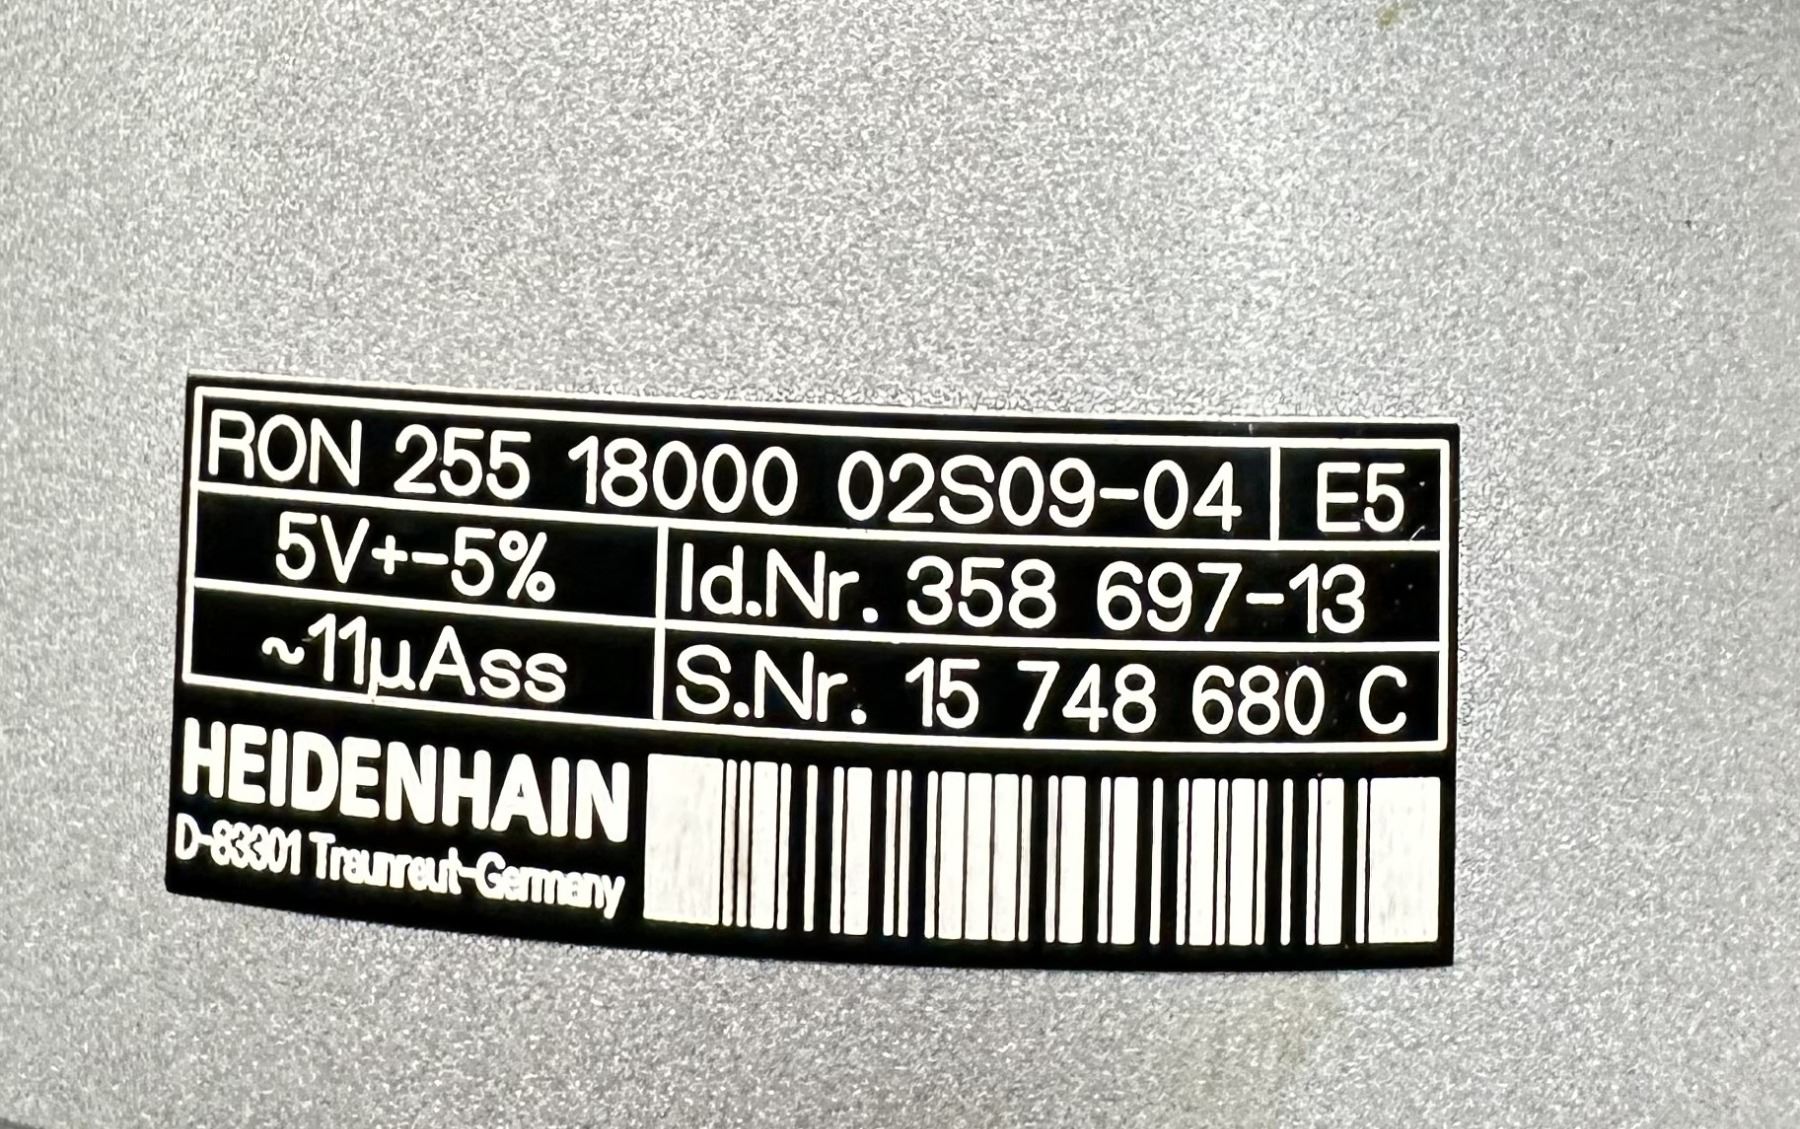 RON 255 18000 02S09-04 E5
5V+-5% Id.Nr. 358 697-13
~11µAss S.Nr. 15 748 680 C
HEIDENHAIN
D-83301 Traunreut-Germany